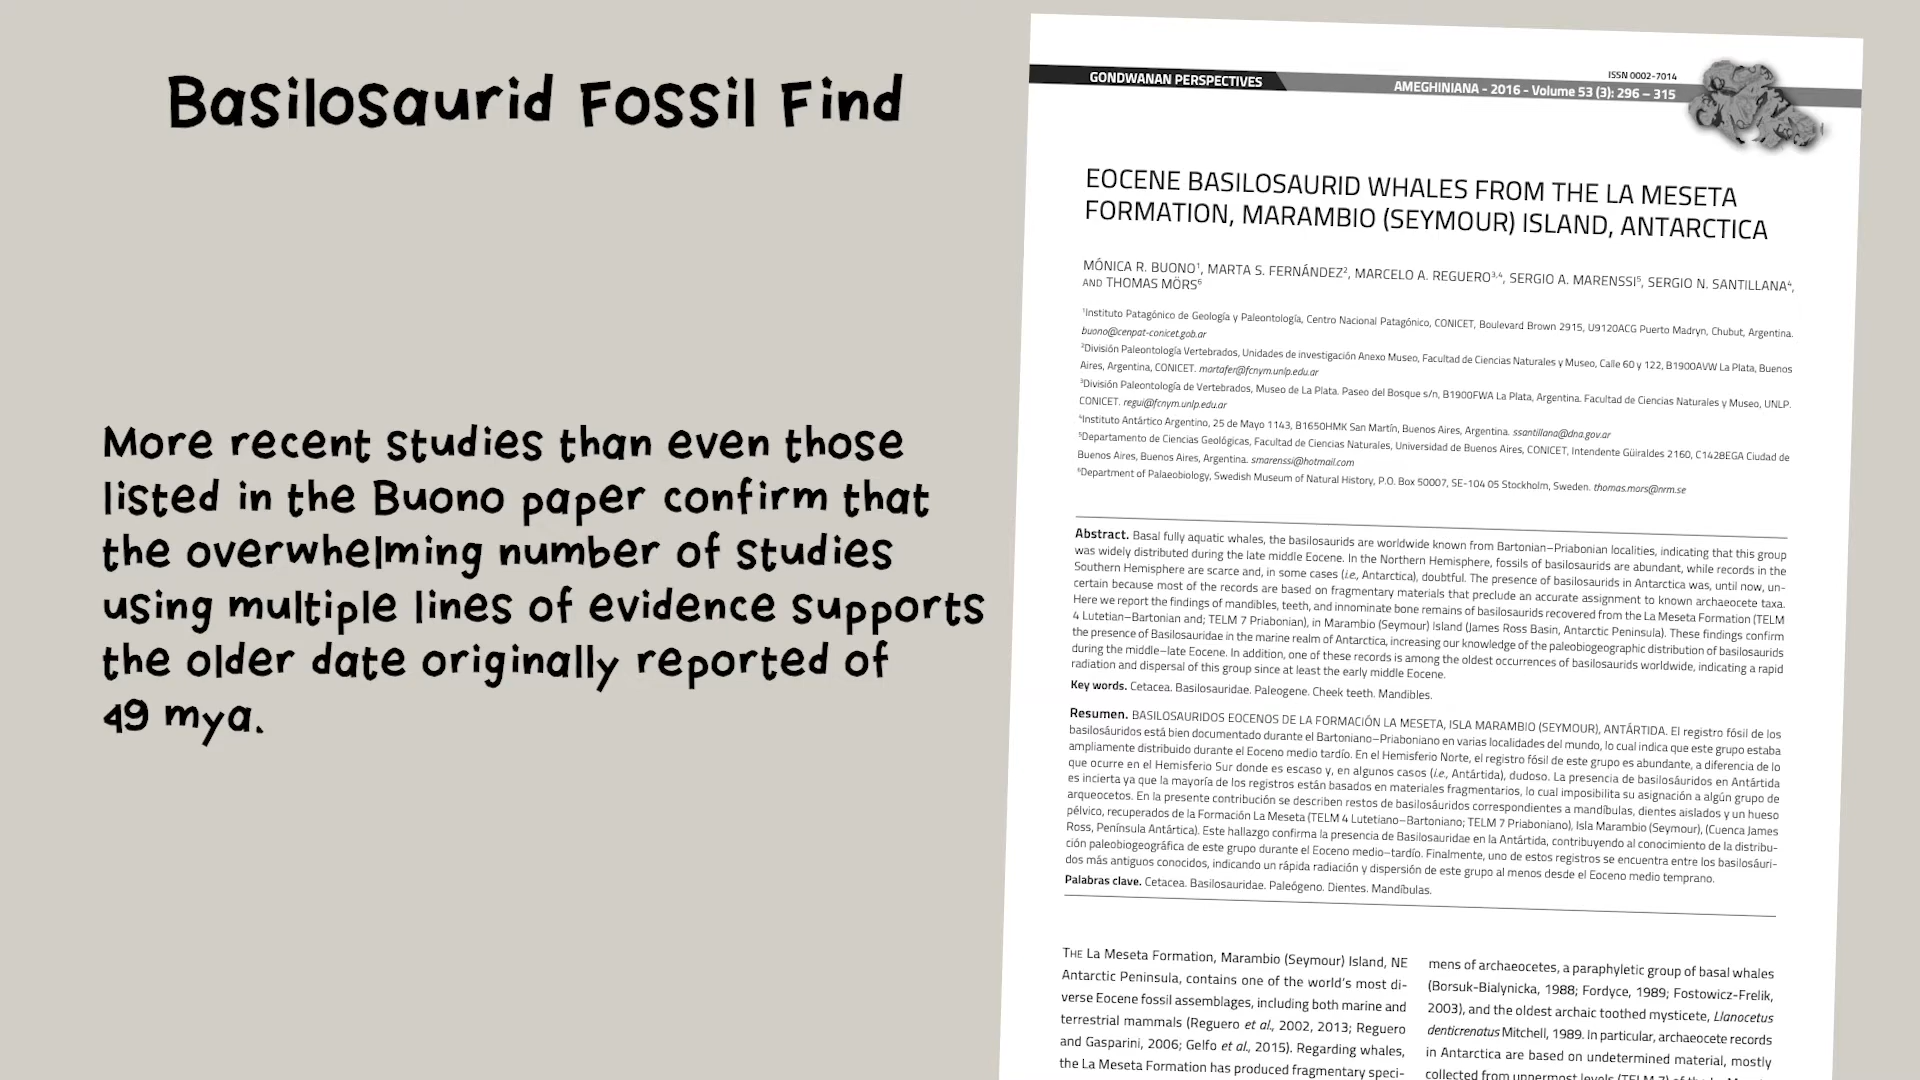 Basilosaurid Fossil Find
More recent studies than even those
listed in the Buono paper confirm that
the overwhelming number of studies
using multiple lines of evidence supports
the older date originally reported of
49 mya.
ISSN 0002-7014
GONDWANAN PERSPECTIVES
AMEGHINIANA - 2016 - Volume 53 (3): 296 – 315
EOCENE BASILOSAURID WHALES FROM THE LA MESETA
FORMATION, MARAMBIO (SEYMOUR) ISLAND, ANTARCTICA
MÓNICA R. BUONO¹, MARTA S. FERNÁNDEZ², MARCELO A. REGUERO³,⁴, SERGIO A. MARENSSI⁵, SERGIO N. SANTILLANA⁴,
AND THOMAS MÖRS⁶
¹Instituto Patagónico de Geología y Paleontología, Centro Nacional Patagónico, CONICET, Boulevard Brown 2915, U9120ACG Puerto Madryn, Chubut, Argentina.
buono@cenpat-conicet.gob.ar
²División Paleontología Vertebrados, Unidades de investigación Anexo Museo, Facultad de Ciencias Naturales y Museo, Calle 60 y 122, B1900AVW La Plata, Buenos
Aires, Argentina, CONICET. martafer@fcnym.unlp.edu.ar
³División Paleontología de Vertebrados, Museo de La Plata. Paseo del Bosque s/n, B1900FWA La Plata, Argentina. Facultad de Ciencias Naturales y Museo, UNLP.
CONICET. regui@fcnym.unlp.edu.ar
⁴Instituto Antártico Argentino, 25 de Mayo 1143, B1650HMK San Martín, Buenos Aires, Argentina. ssantillana@dna.gov.ar
⁵Departamento de Ciencias Geológicas, Facultad de Ciencias Naturales, Universidad de Buenos Aires, CONICET, Intendente Güiraldes 2160, C1428EGA Ciudad de
Buenos Aires, Buenos Aires, Argentina. smarenssi@hotmail.com
⁶Department of Palaeobiology, Swedish Museum of Natural History, P.O. Box 50007, SE-104 05 Stockholm, Sweden. thomas.mors@nrm.se
Abstract. Basal fully aquatic whales, the basilosaurids are worldwide known from Bartonian–Priabonian localities, indicating that this group
was widely distributed during the late middle Eocene. In the Northern Hemisphere, fossils of basilosaurids are abundant, while records in the
Southern Hemisphere are scarce and, in some cases (i.e., Antarctica), doubtful. The presence of basilosaurids in Antarctica was, until now, un-
certain because most of the records are based on fragmentary materials that preclude an accurate assignment to known archaeocete taxa.
Here we report the findings of mandibles, teeth, and innominate bone remains of basilosaurids recovered from the La Meseta Formation (TELM
4 Lutetian–Bartonian and; TELM 7 Priabonian), in Marambio (Seymour) Island (James Ross Basin, Antarctic Peninsula). These findings confirm
the presence of Basilosauridae in the marine realm of Antarctica, increasing our knowledge of the paleobiogeographic distribution of basilosaurids
during the middle–late Eocene. In addition, one of these records is among the oldest occurrences of basilosaurids worldwide, indicating a rapid
radiation and dispersal of this group since at least the early middle Eocene.
Key words. Cetacea. Basilosauridae. Paleogene. Cheek teeth. Mandibles.
Resumen. BASILOSAURIDOS EOCENOS DE LA FORMACIÓN LA MESETA, ISLA MARAMBIO (SEYMOUR), ANTÁRTIDA. El registro fósil de los
basilosáuridos está bien documentado durante el Bartoniano–Priaboniano en varias localidades del mundo, lo cual indica que este grupo estaba
ampliamente distribuido durante el Eoceno medio tardío. En el Hemisferio Norte, el registro fósil de este grupo es abundante, a diferencia de lo
que ocurre en el Hemisferio Sur donde es escaso y, en algunos casos (i.e., Antártida), dudoso. La presencia de basilosáuridos en Antártida
es incierta ya que la mayoría de los registros están basados en materiales fragmentarios, lo cual imposibilita su asignación a algún grupo de
arqueocetos. En la presente contribución se describen restos de basilosáuridos correspondientes a mandíbulas, dientes aislados y un hueso
pélvico, recuperados de la Formación La Meseta (TELM 4 Lutetiano–Bartoniano; TELM 7 Priaboniano), Isla Marambio (Seymour), (Cuenca James
Ross, Península Antártica). Este hallazgo confirma la presencia de Basilosauridae en la Antártida, contribuyendo al conocimiento de la distribu-
ción paleobiogeográfica de este grupo durante el Eoceno medio–tardío. Finalmente, uno de estos registros se encuentra entre los basilosáuri-
dos más antiguos conocidos, indicando un rápida radiación y dispersión de este grupo al menos desde el Eoceno medio temprano.
Palabras clave. Cetacea. Basilosauridae. Paleógeno. Dientes. Mandíbulas.
THE La Meseta Formation, Marambio (Seymour) Island, NE
Antarctic Peninsula, contains one of the world's most di-
verse Eocene fossil assemblages, including both marine and
terrestrial mammals (Reguero et al., 2002, 2013; Reguero
and Gasparini, 2006; Gelfo et al., 2015). Regarding whales,
the La Meseta Formation has produced fragmentary speci-
mens of archaeocetes, a paraphyletic group of basal whales
(Borsuk-Bialynicka, 1988; Fordyce, 1989; Fostowicz-Frelik,
2003), and the oldest archaic toothed mysticete, Llanocetus
denticrenatus Mitchell, 1989. In particular, archaeocete records
in Antarctica are based on undetermined material, mostly
collected from uppermost levels (TELM 7) of the La